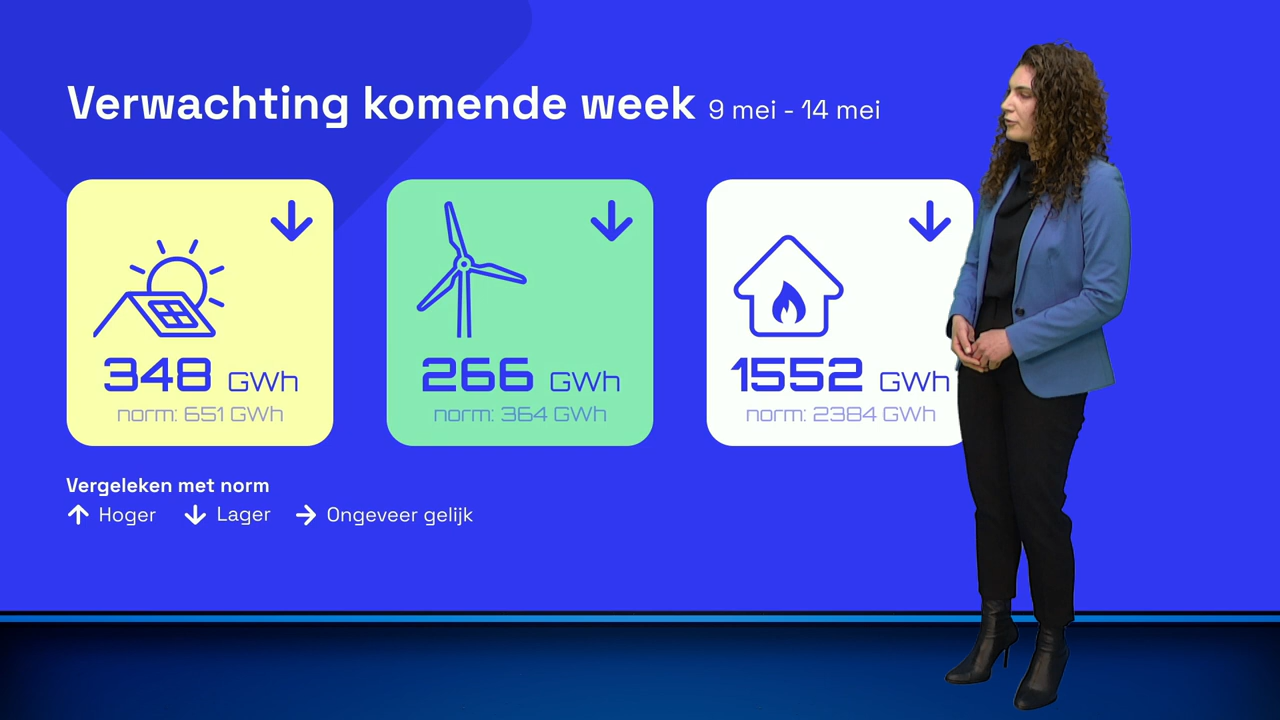 Verwachting komende week 9 mei - 14 mei
348 GWh
norm: 651 GWh
266 GWh
norm: 364 GWh
1552 GWh
norm: 2384 GWh
Vergeleken met norm
Hoger Lager Ongeveer gelijk